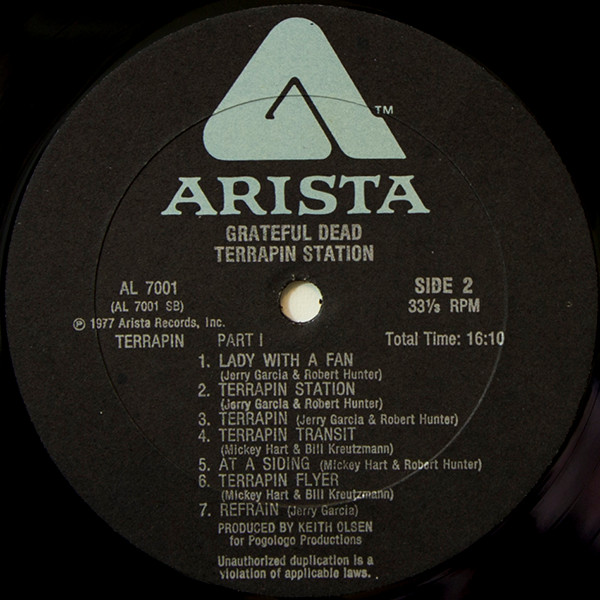 TM
ARISTA
GRATEFUL DEAD
TERRAPIN STATION
AL 7001
SIDE 2
(AL 7001 SB)
33⅓ RPM
℗ 1977 Arista Records, Inc.
TERRAPIN PART I
Total Time: 16:10
1. LADY WITH A FAN
(Jerry Garcia & Robert Hunter)
2. TERRAPIN STATION
(Jerry Garcia & Robert Hunter)
3. TERRAPIN (Jerry Garcia & Robert Hunter)
4. TERRAPIN TRANSIT
(Mickey Hart & Bill Kreutzmann)
5. AT A SIDING (Mickey Hart & Robert Hunter)
6. TERRAPIN FLYER
(Mickey Hart & Bill Kreutzmann)
7. REFRAIN (Jerry Garcia)
PRODUCED BY KEITH OLSEN
for Pogologo Productions
Unauthorized duplication is a
violation of applicable laws.